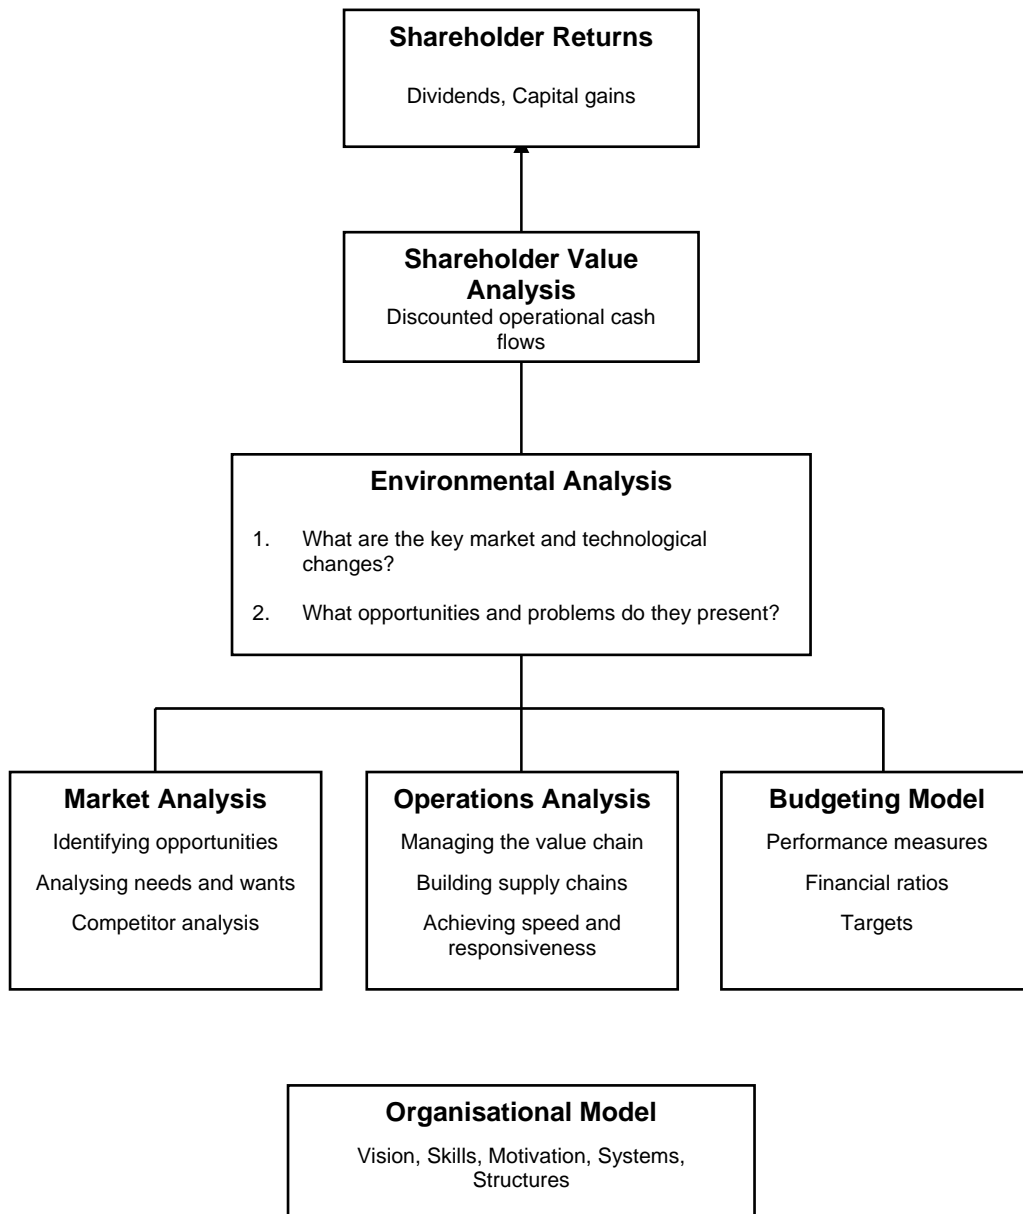 Shareholder Returns
Dividends, Capital gains
Shareholder Value
Analysis
Discounted operational cash
flows
Environmental Analysis
1. What are the key market and technological
changes?
2. What opportunities and problems do they present?
Market Analysis
Identifying opportunities
Analysing needs and wants
Competitor analysis
Operations Analysis
Managing the value chain
Building supply chains
Achieving speed and
responsiveness
Budgeting Model
Performance measures
Financial ratios
Targets
Organisational Model
Vision, Skills, Motivation, Systems,
Structures